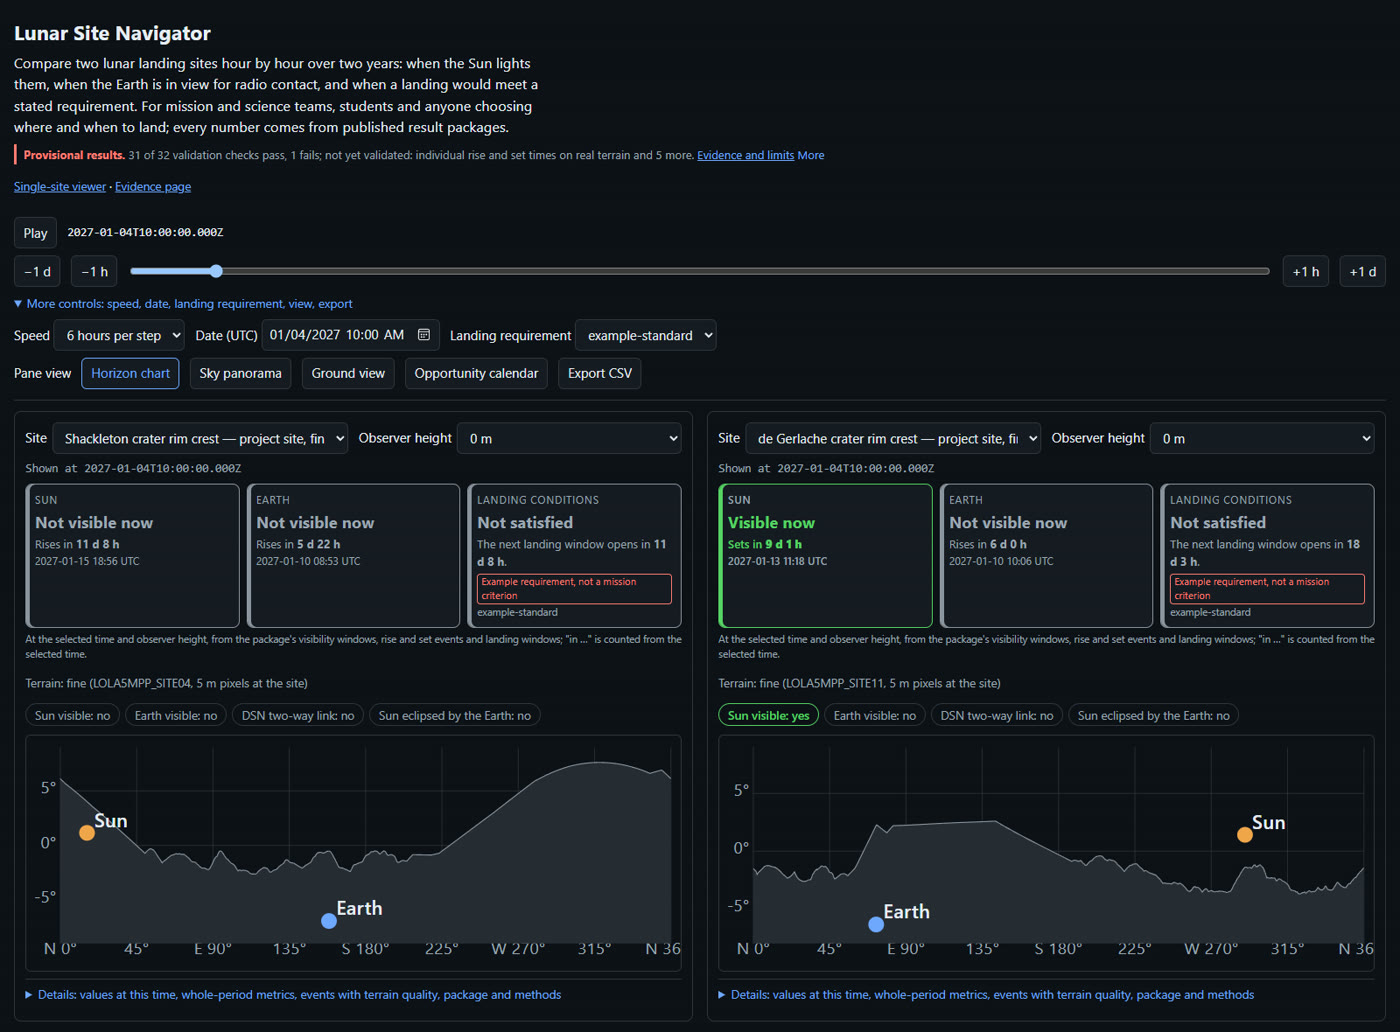 Lunar Site Navigator
Compare two lunar landing sites hour by hour over two years: when the Sun lights
them, when the Earth is in view for radio contact, and when a landing would meet a
stated requirement. For mission and science teams, students and anyone choosing
where and when to land; every number comes from published result packages.
Provisional results. 31 of 32 validation checks pass, 1 fails; not yet validated: individual rise and set times on real terrain and 5 more. Evidence and limits More
Single-site viewer · Evidence page
Play 2027-01-04T10:00:00.000Z
−1 d −1 h +1 h +1 d
▼ More controls: speed, date, landing requirement, view, export
Speed 6 hours per step Date (UTC) 01/04/2027 10:00 AM Landing requirement example-standard
Pane view Horizon chart Sky panorama Ground view Opportunity calendar Export CSV
Site Shackleton crater rim crest — project site, fin Observer height 0 m
Shown at 2027-01-04T10:00:00.000Z
SUN
Not visible now
Rises in 11 d 8 h
2027-01-15 18:56 UTC
EARTH
Not visible now
Rises in 5 d 22 h
2027-01-10 08:53 UTC
LANDING CONDITIONS
Not satisfied
The next landing window opens in 11
d 8 h.
Example requirement, not a mission
criterion
example-standard
At the selected time and observer height, from the package's visibility windows, rise and set events and landing windows; "in ..." is counted from the
selected time.
Terrain: fine (LOLA5MPP_SITE04, 5 m pixels at the site)
Sun visible: no Earth visible: no DSN two-way link: no Sun eclipsed by the Earth: no
5°
0°
-5°
Sun
Earth
N 0° 45° E 90° 135° S 180° 225° W 270° 315° N 36
▶ Details: values at this time, whole-period metrics, events with terrain quality, package and methods
Site de Gerlache crater rim crest — project site, fi Observer height 0 m
Shown at 2027-01-04T10:00:00.000Z
SUN
Visible now
Sets in 9 d 1 h
2027-01-13 11:18 UTC
EARTH
Not visible now
Rises in 6 d 0 h
2027-01-10 10:06 UTC
LANDING CONDITIONS
Not satisfied
The next landing window opens in 18
d 3 h.
Example requirement, not a mission
criterion
example-standard
At the selected time and observer height, from the package's visibility windows, rise and set events and landing windows; "in ..." is counted from the
selected time.
Terrain: fine (LOLA5MPP_SITE11, 5 m pixels at the site)
Sun visible: yes Earth visible: no DSN two-way link: no Sun eclipsed by the Earth: no
5°
0°
-5°
Sun
Earth
N 0° 45° E 90° 135° S 180° 225° W 270° 315° N 36
▶ Details: values at this time, whole-period metrics, events with terrain quality, package and methods